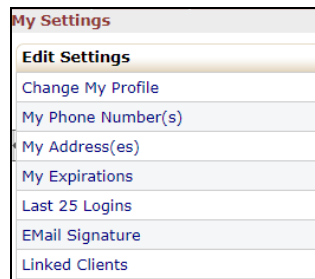 My Settings
Edit Settings
Change My Profile
My Phone Number(s)
My Address(es)
My Expirations
Last 25 Logins
EMail Signature
Linked Clients